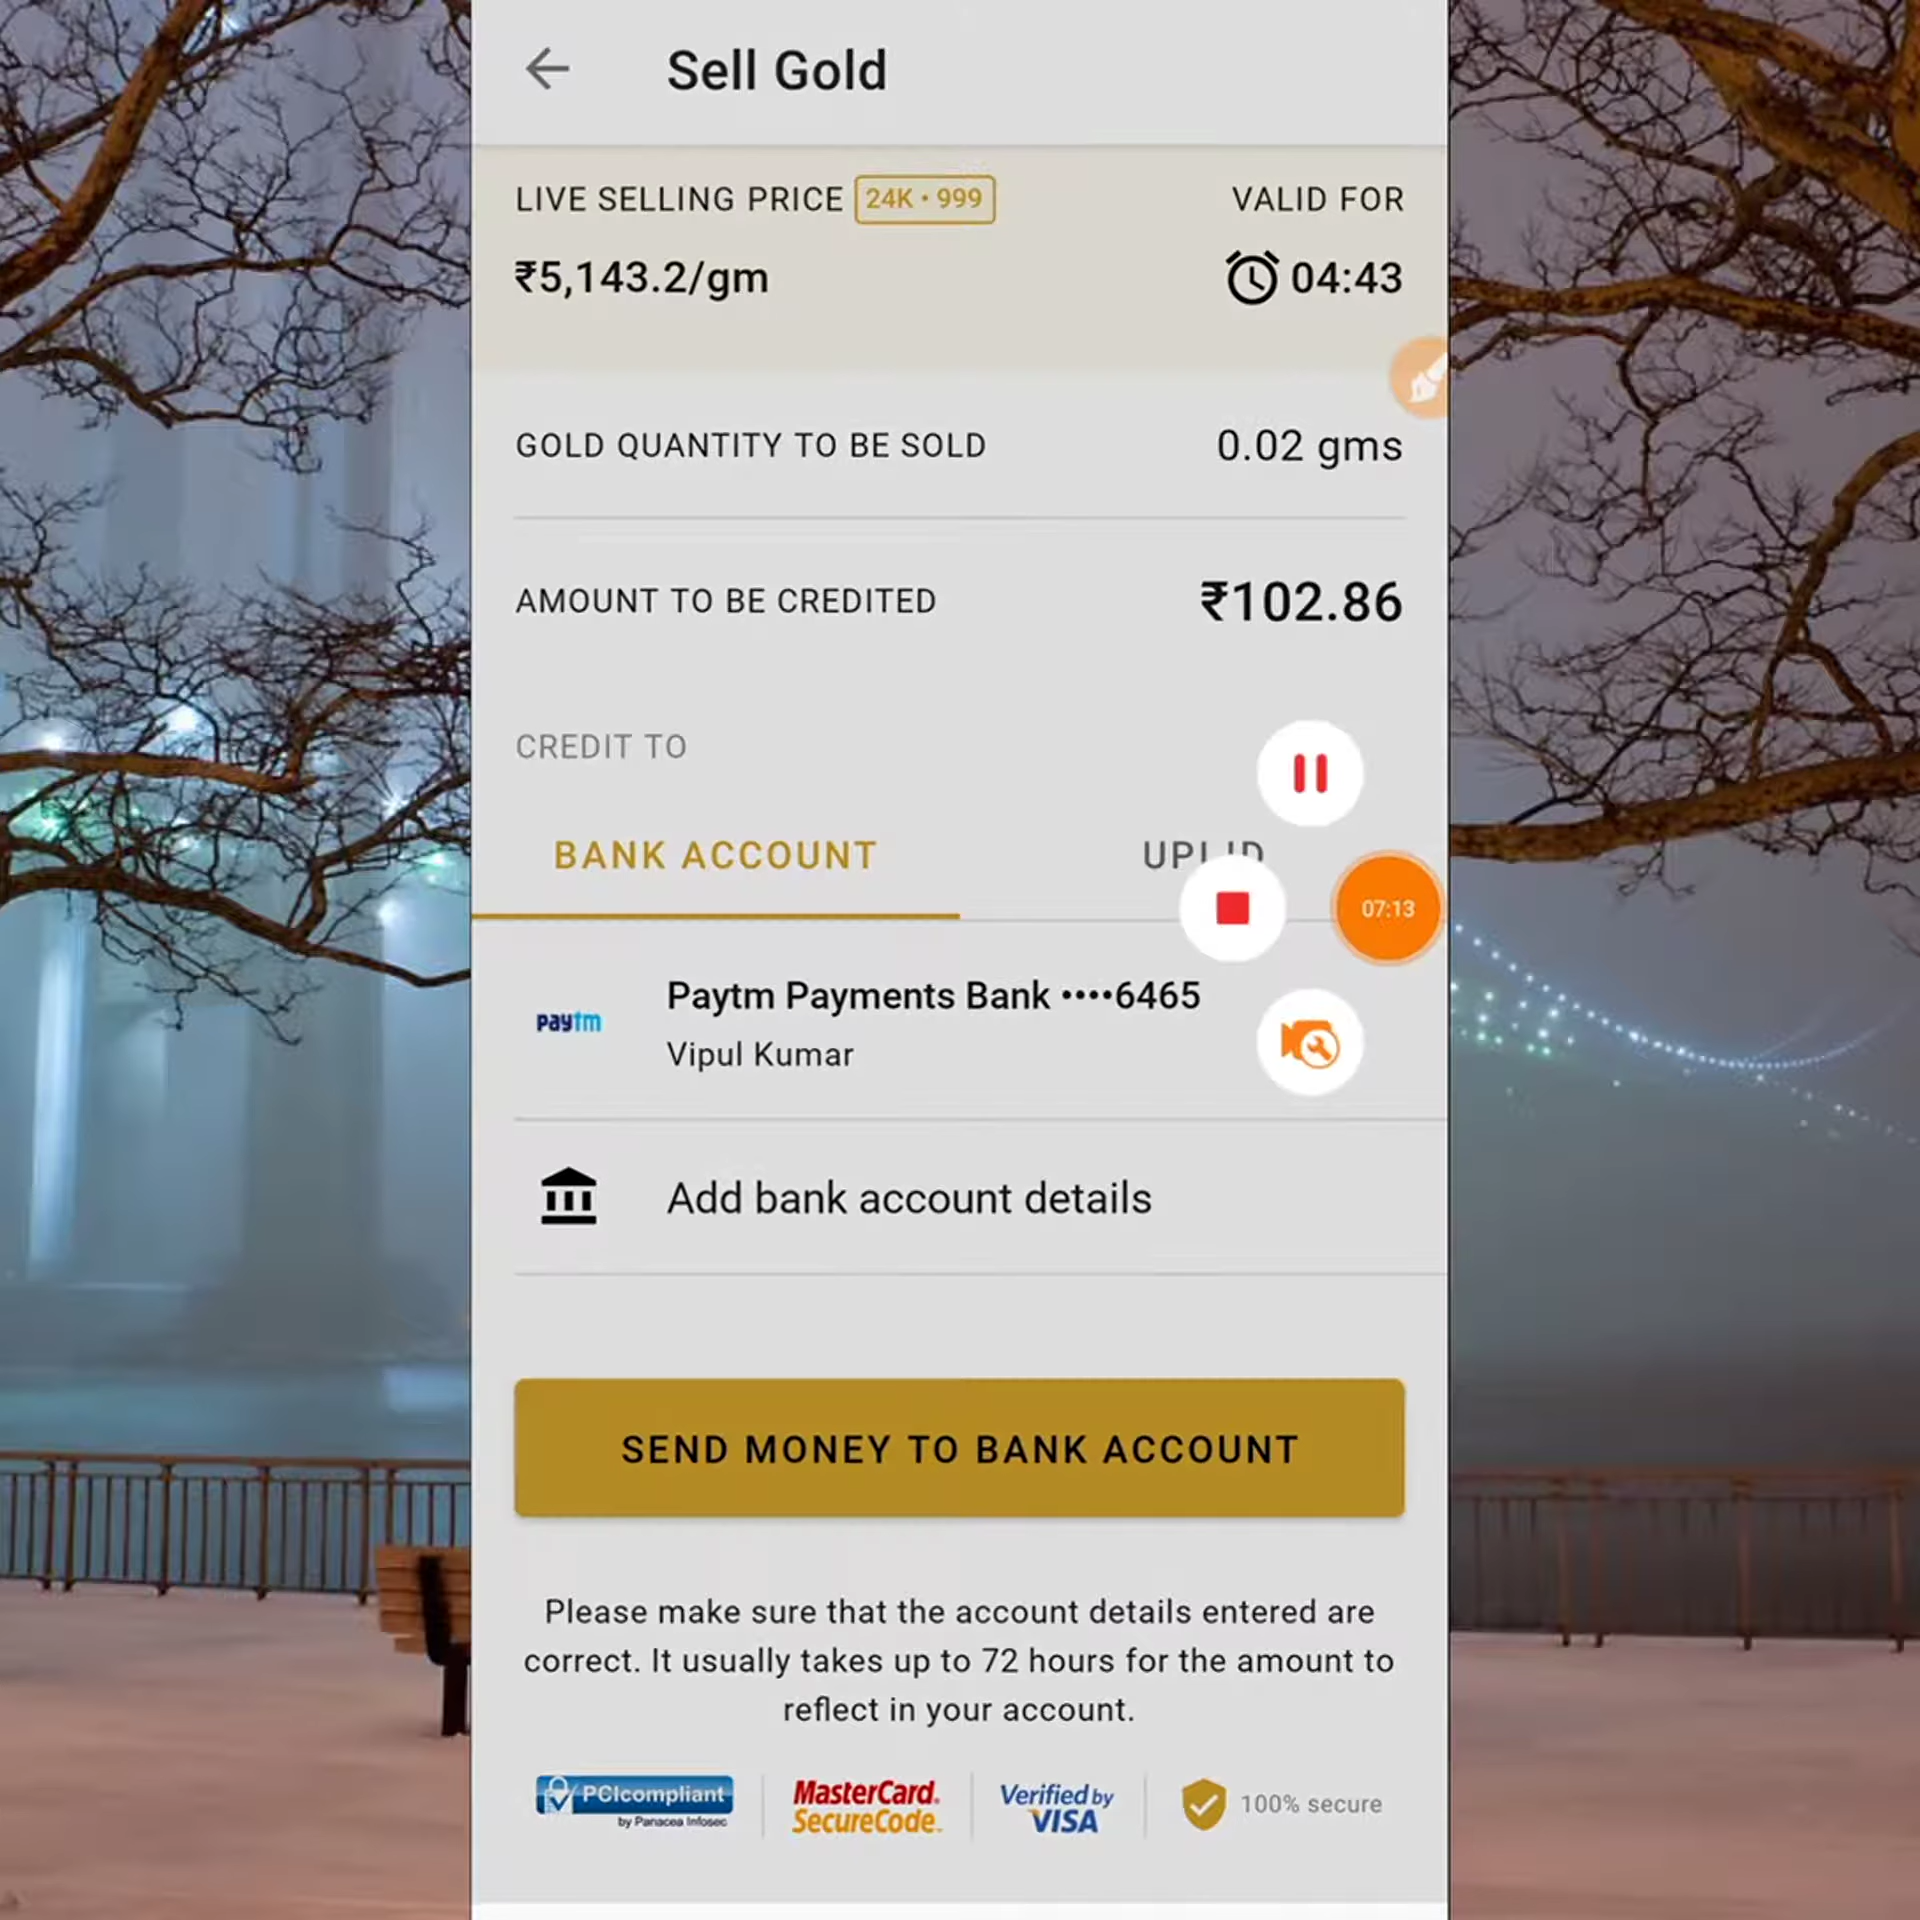 Sell Gold
LIVE SELLING PRICE 24K • 999 VALID FOR
₹5,143.2/gm 04:43
GOLD QUANTITY TO BE SOLD 0.02 gms
AMOUNT TO BE CREDITED ₹102.86
CREDIT TO
BANK ACCOUNT UPI ID
07:13
paytm
Paytm Payments Bank ••••6465
Vipul Kumar
Add bank account details
SEND MONEY TO BANK ACCOUNT
Please make sure that the account details entered are
correct. It usually takes up to 72 hours for the amount to
reflect in your account.
PCIcompliant
by Panacea Infosec
MasterCard.
SecureCode.
Verified by
VISA
100% secure